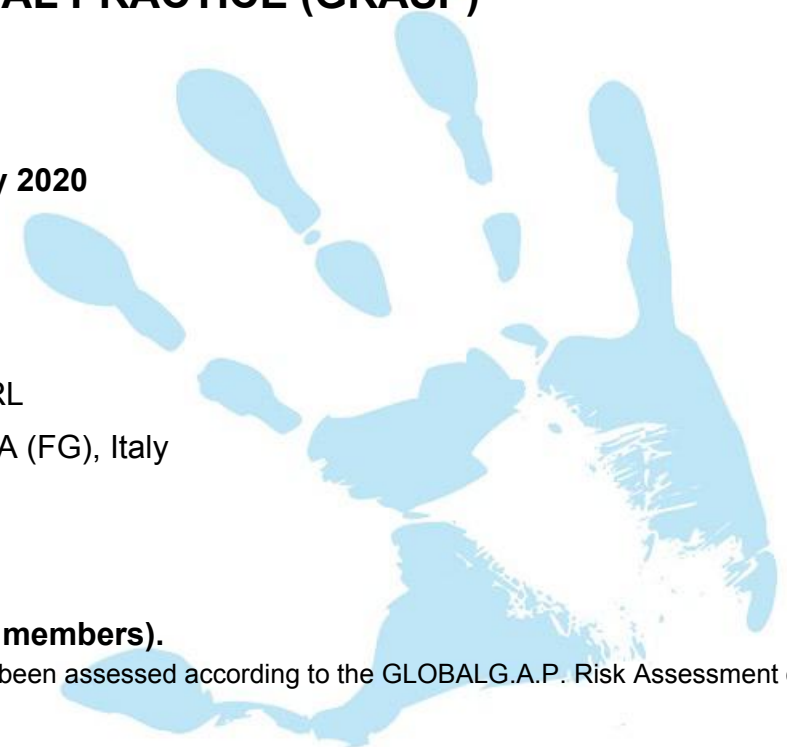 AL PRACTICE (GRASP)
y 2020
RL
A (FG), Italy
members).
been assessed according to the GLOBALG.A.P. Risk Assessment